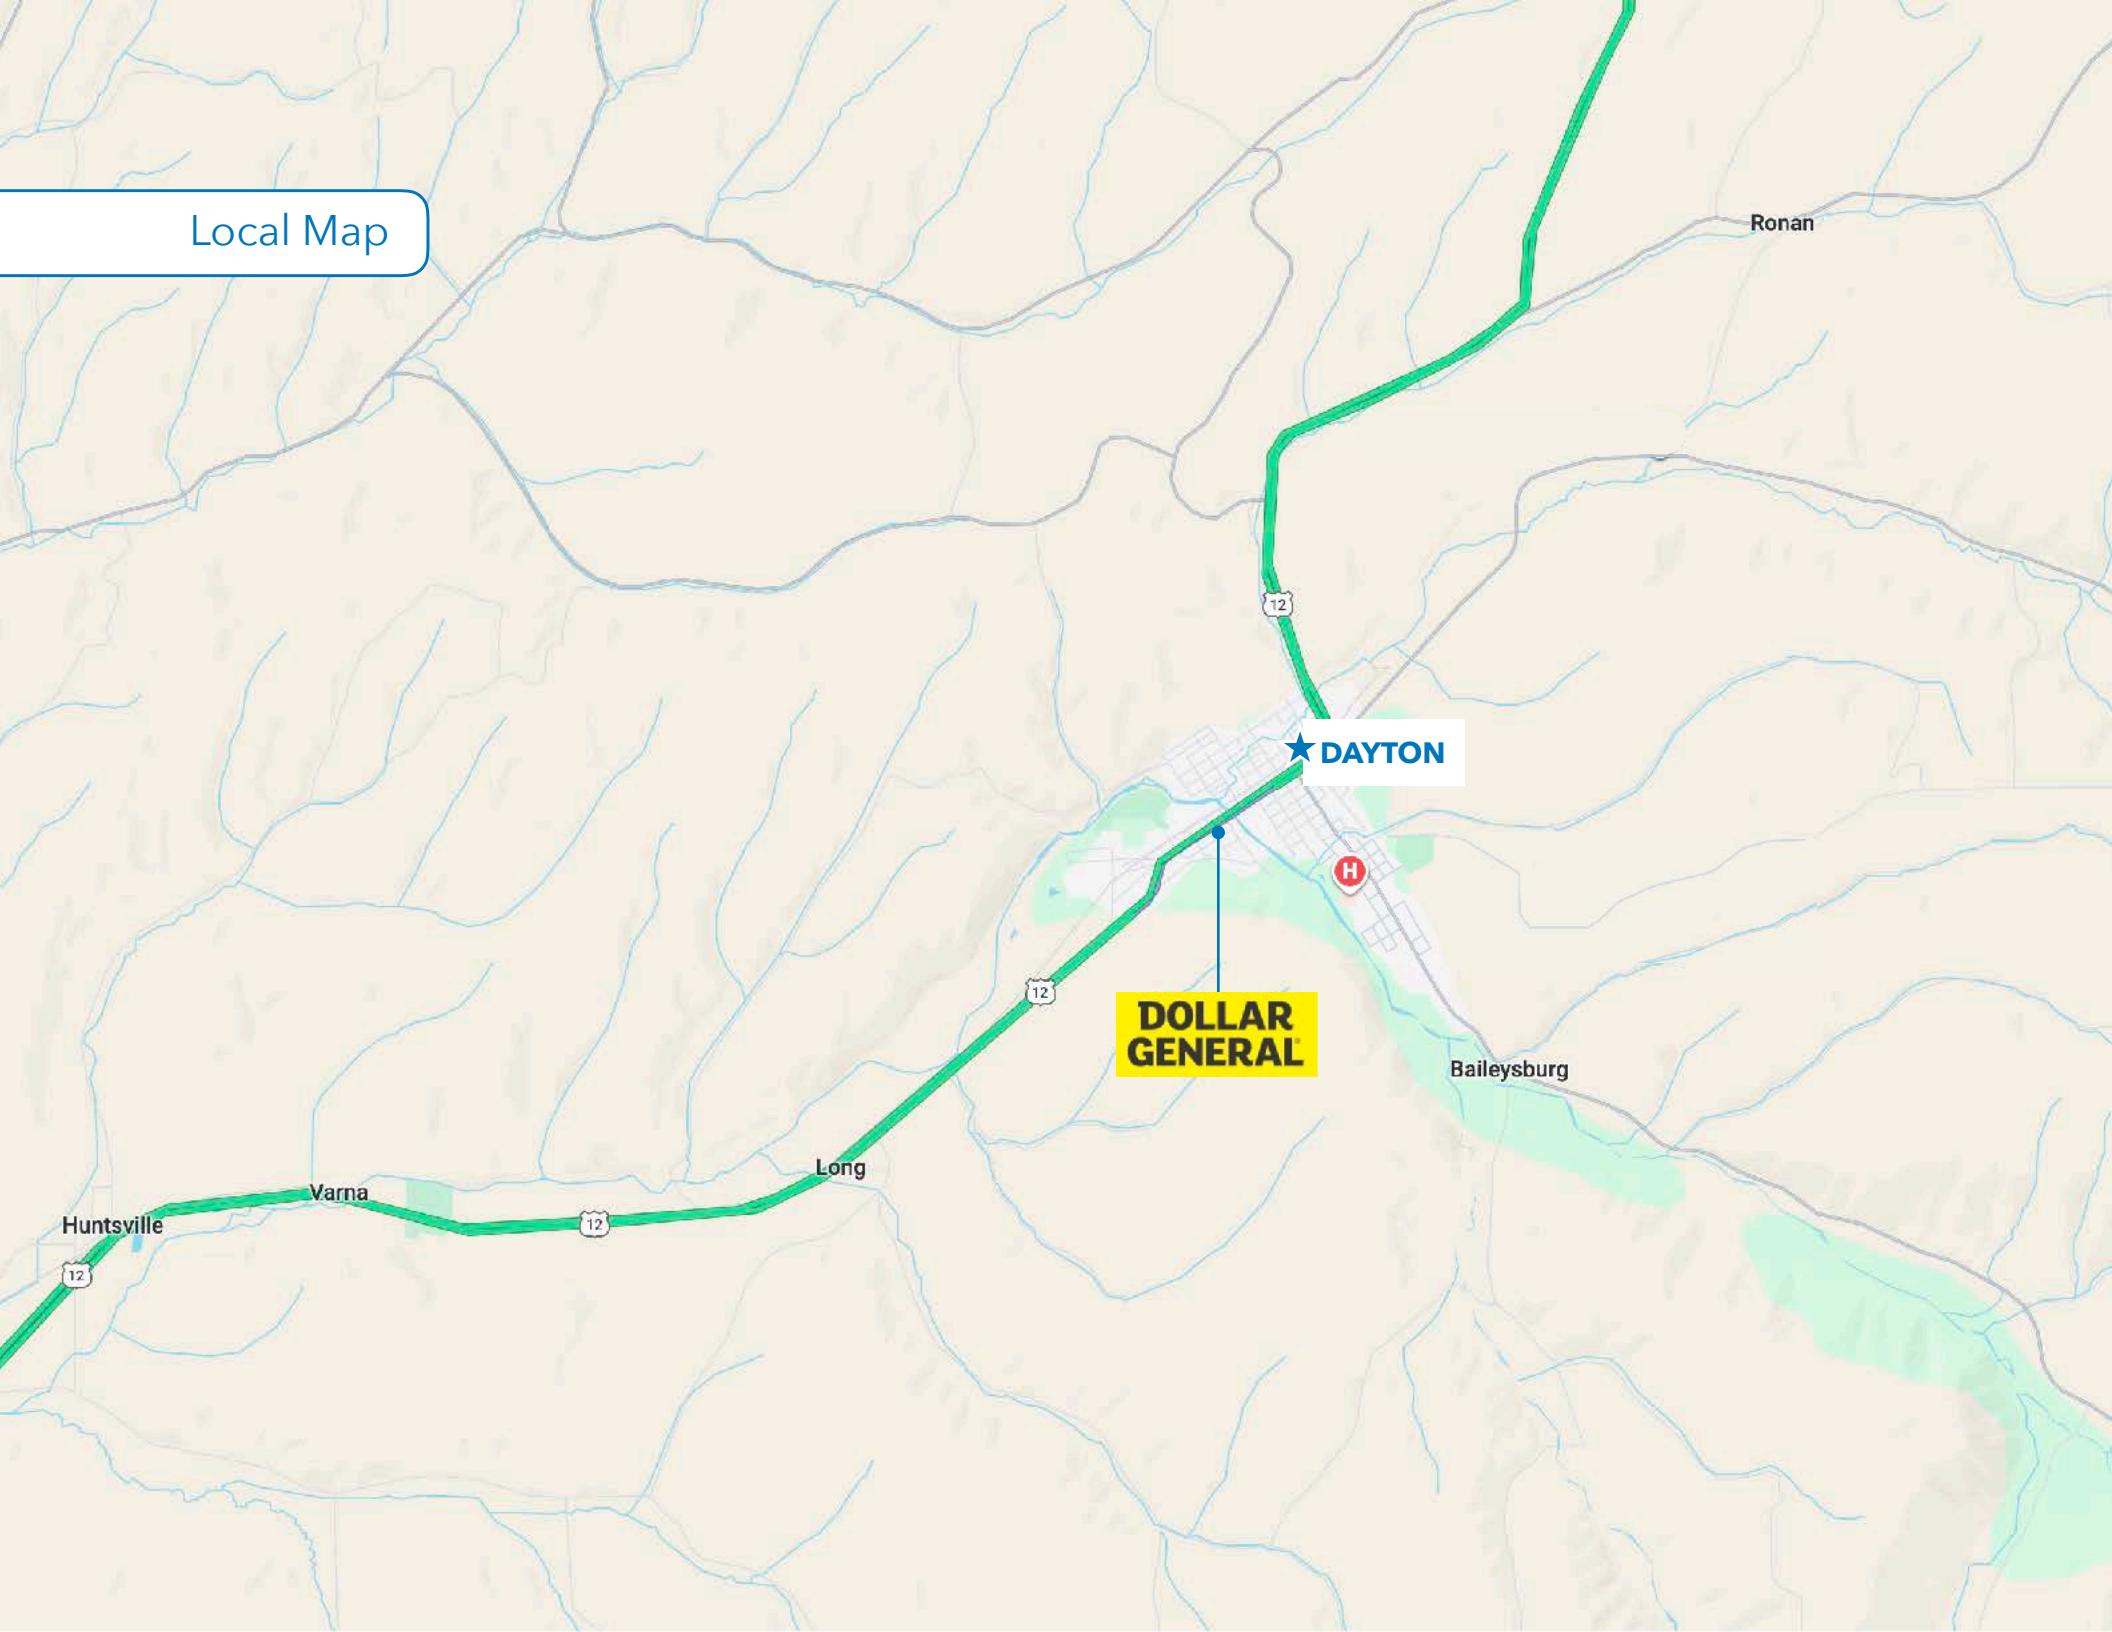 Local Map
Ronan
12
DAYTON
H
12
DOLLAR
GENERAL
Baileysburg
Long
Varna
Huntsville
12
12